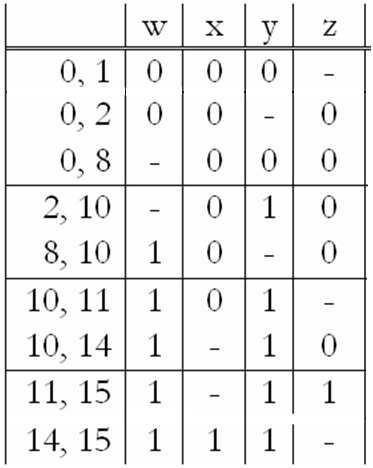 w x y z
0, 1 0 0 0 -
0, 2 0 0 - 0
0, 8 - 0 0 0
2, 10 - 0 1 0
8, 10 1 0 - 0
10, 11 1 0 1 -
10, 14 1 - 1 0
11, 15 1 - 1 1
14, 15 1 1 1 -